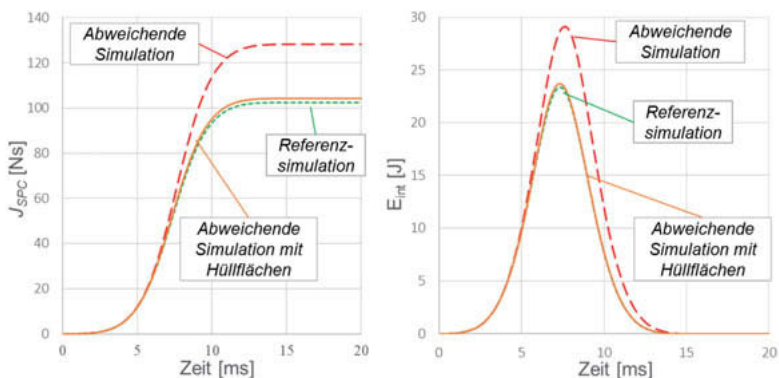 140
120
100
80
60
40
20
0
J_SPC [Ns]
Abweichende
Simulation
Referenz-
simulation
Abweichende
Simulation mit
Hüllflächen
0 5 10 15 20
Zeit [ms]
35
30
25
20
15
10
5
0
E_int [J]
Abweichende
Simulation
Referenz-
simulation
Abweichende
Simulation mit
Hüllflächen
0 5 10 15 20
Zeit [ms]